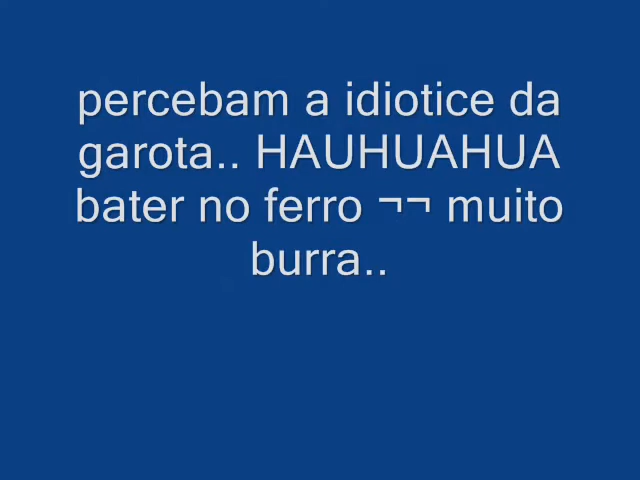 percebam a idiotice da
garota.. HAUHUAHUA
bater no ferro ¬¬ muito
burra..